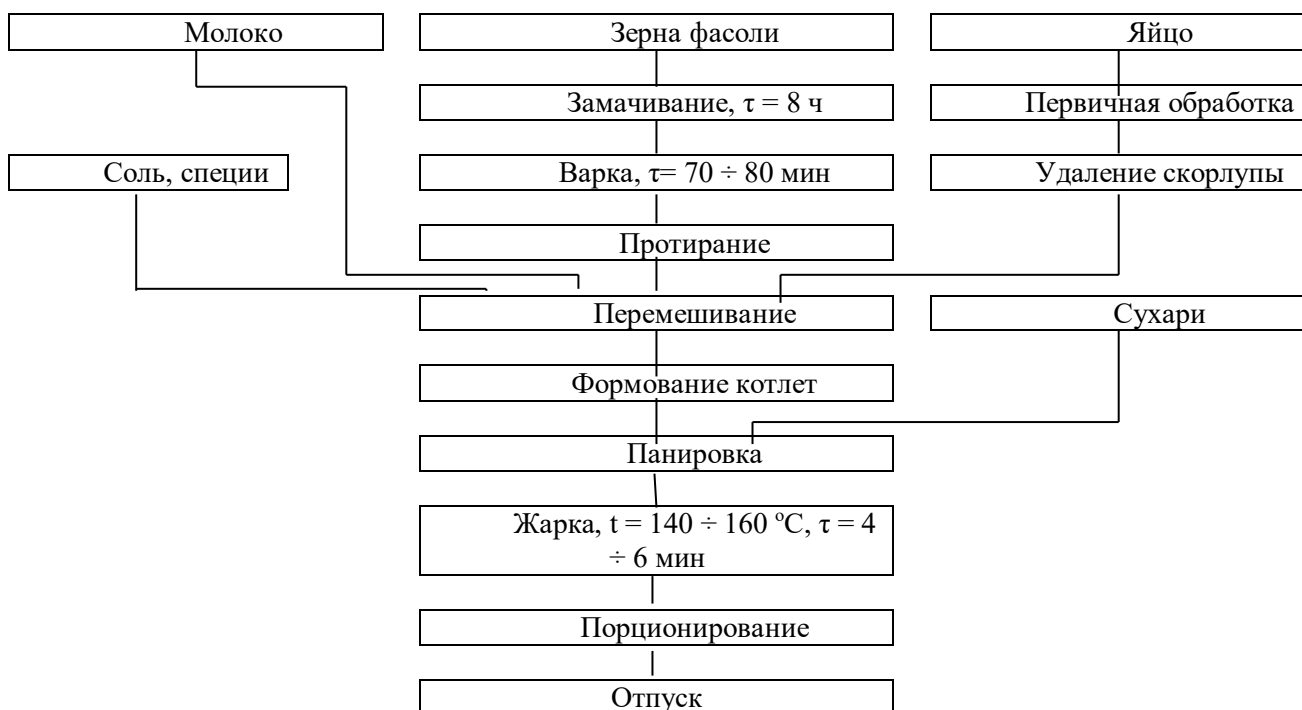 Молоко
Зерна фасоли
Яйцо
Замачивание, τ = 8 ч
Первичная обработка
Соль, специи
Варка, τ= 70 ÷ 80 мин
Удаление скорлупы
Протирание
Перемешивание
Сухари
Формование котлет
Панировка
Жарка, t = 140 ÷ 160 ºС, τ = 4
÷ 6 мин
Порционирование
Отпуск